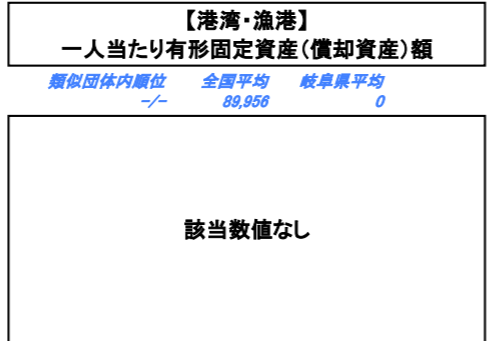 【港湾・漁港】
一人当たり有形固定資産(償却資産)額
類似団体内順位 全国平均 岐阜県平均
-/- 89,956 0
該当数値なし